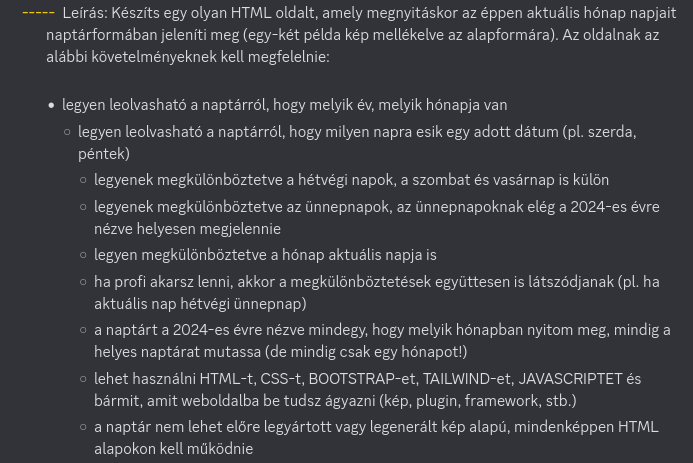 ----- Leírás: Készíts egy olyan HTML oldalt, amely megnyitáskor az éppen aktuális hónap napjait
naptárformában jeleníti meg (egy-két példa kép mellékelve az alapformára). Az oldalnak az
alábbi követelményeknek kell megfelelnie:
• legyen leolvasható a naptárról, hogy melyik év, melyik hónapja van
○ legyen leolvasható a naptárról, hogy milyen napra esik egy adott dátum (pl. szerda,
péntek)
○ legyenek megkülönböztetve a hétvégi napok, a szombat és vasárnap is külön
○ legyenek megkülönböztetve az ünnepnapok, az ünnepnapoknak elég a 2024-es évre
nézve helyesen megjelennie
○ legyen megkülönböztetve a hónap aktuális napja is
○ ha profi akarsz lenni, akkor a megkülönböztetések együttesen is látszódjanak (pl. ha
aktuális nap hétvégi ünnepnap)
○ a naptárt a 2024-es évre nézve mindegy, hogy melyik hónapban nyitom meg, mindig a
helyes naptárat mutassa (de mindig csak egy hónapot!)
○ lehet használni HTML-t, CSS-t, BOOTSTRAP-et, TAILWIND-et, JAVASCRIPTET és
bármit, amit weboldalba be tudsz ágyazni (kép, plugin, framework, stb.)
○ a naptár nem lehet előre legyártott vagy legenerált kép alapú, mindenképpen HTML
alapokon kell működnie